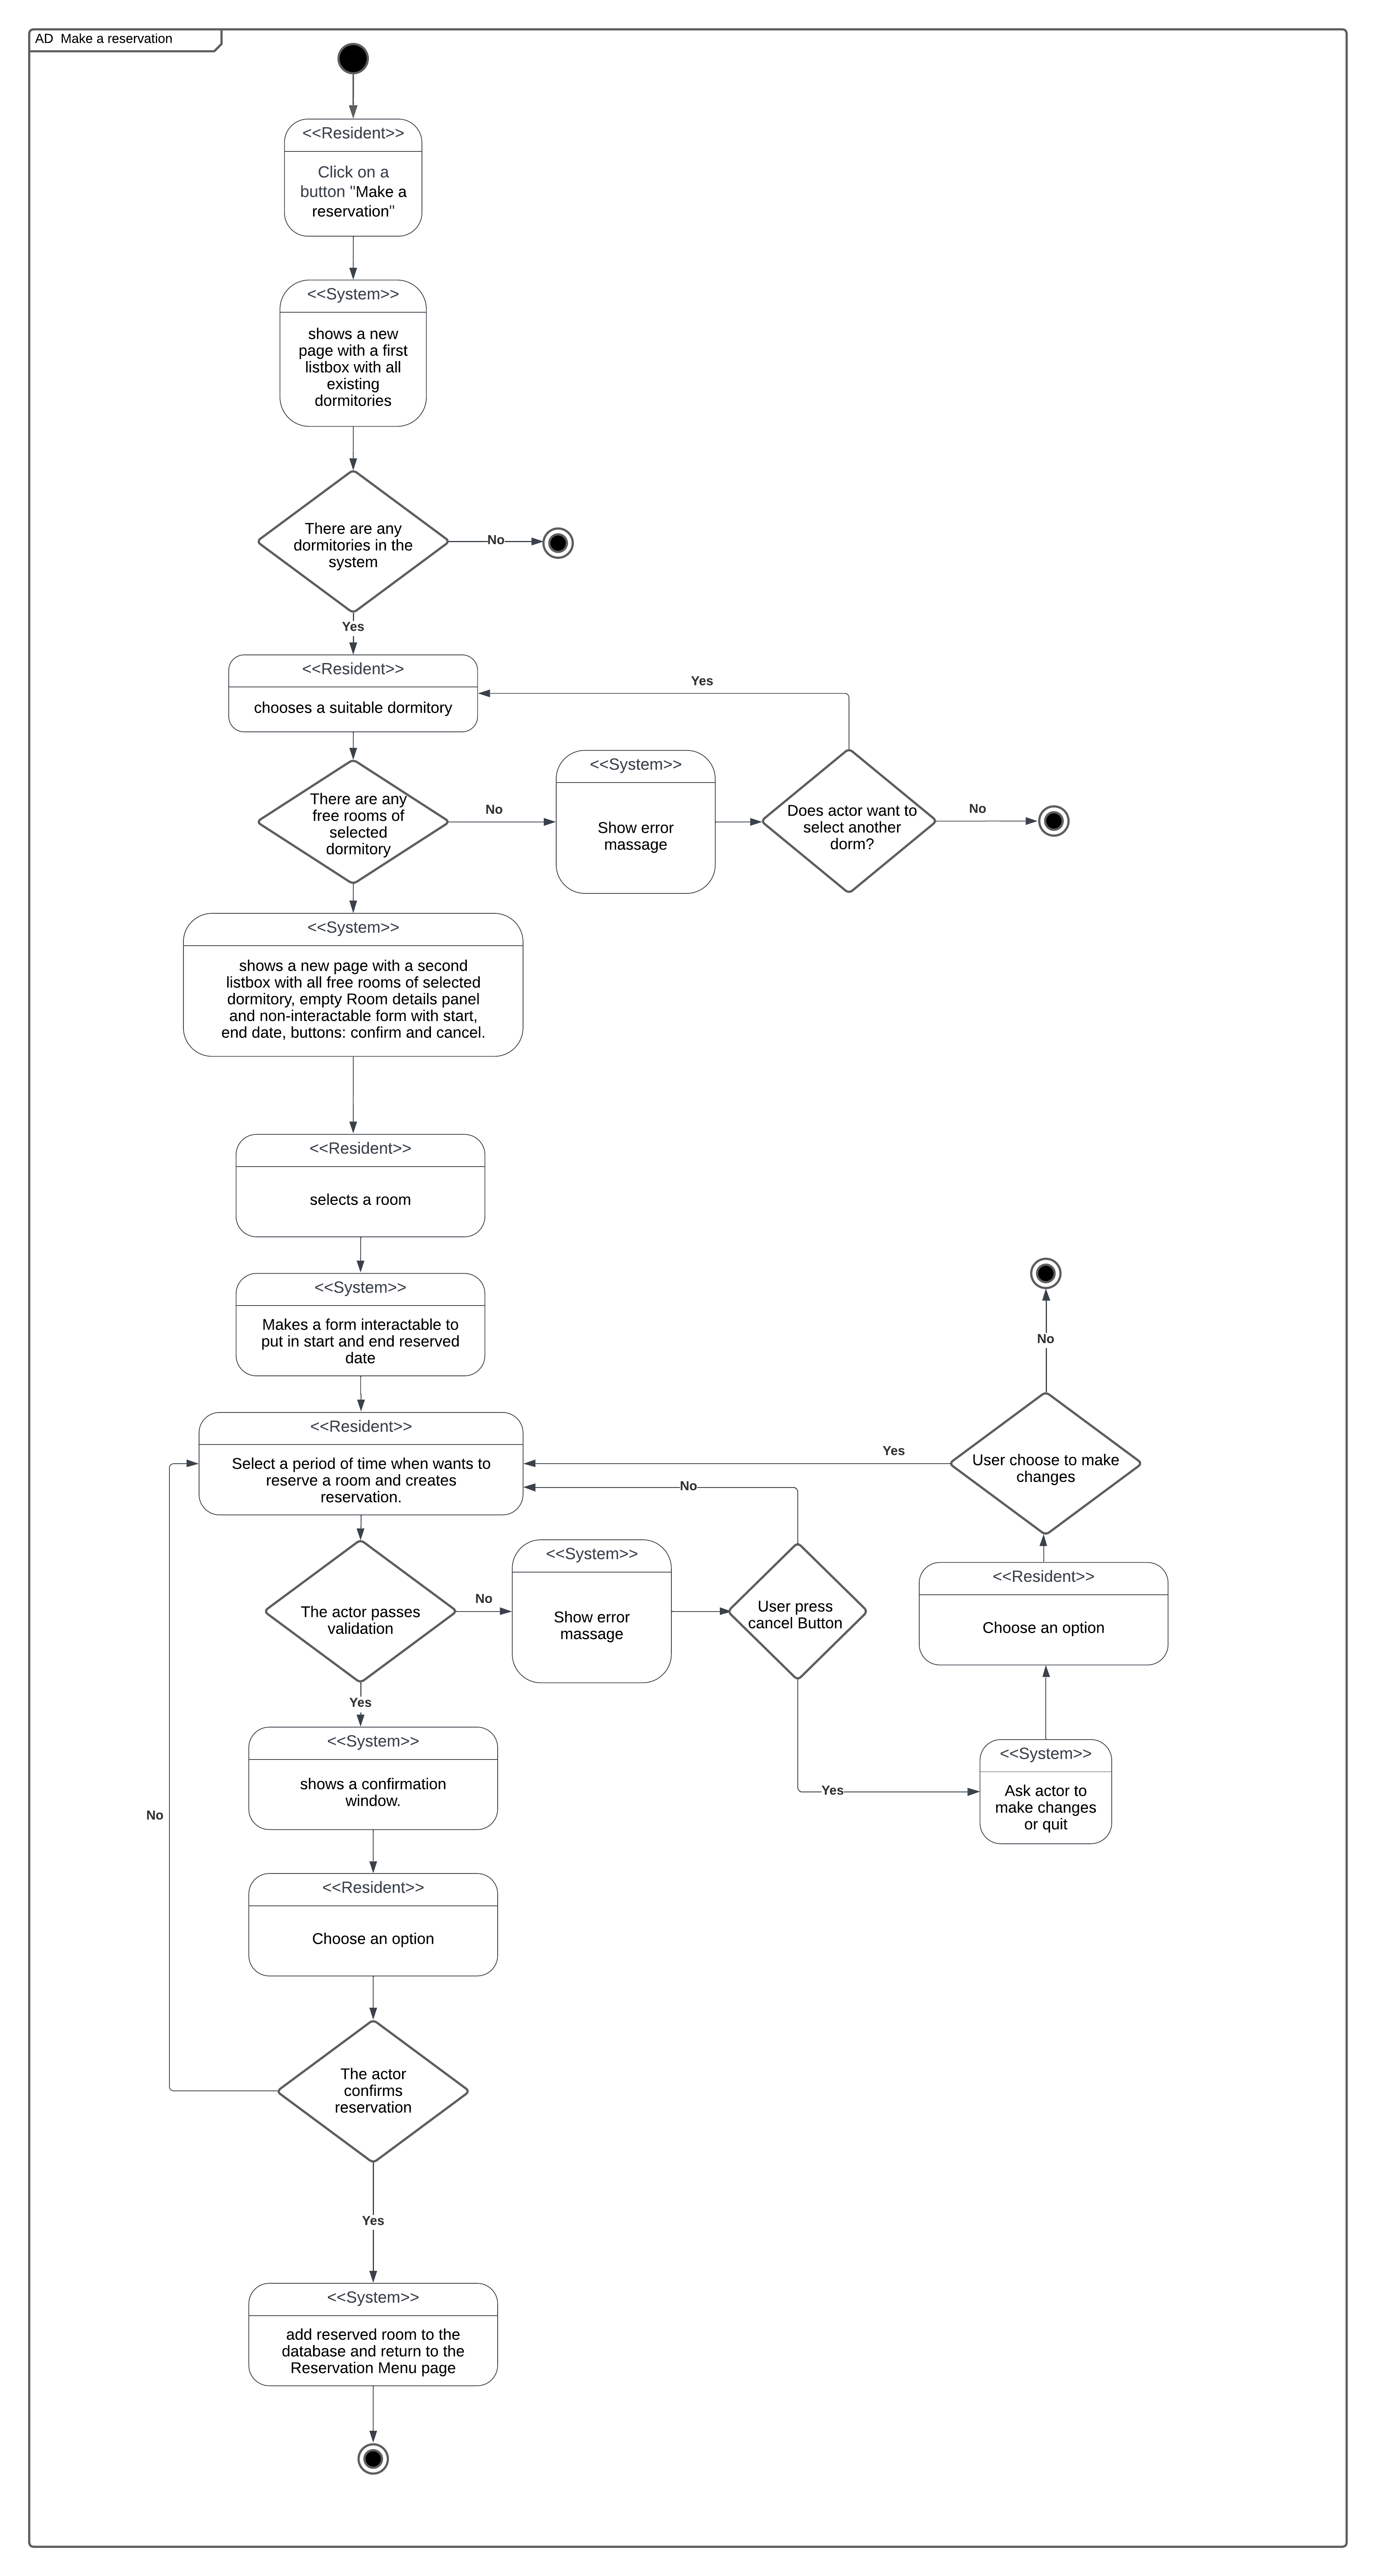 AD  Make a reservation
<<Resident>>
Click on a
button "Make a
reservation"
<<System>>
shows a new
page with a first
listbox with all
existing
dormitories
There are any
dormitories in the
system
No
Yes
<<Resident>>
chooses a suitable dormitory
Yes
There are any
free rooms of
selected
dormitory
No
<<System>>
Show error
massage
Does actor want to
select another
dorm?
No
<<System>>
shows a new page with a second
listbox with all free rooms of selected
dormitory, empty Room details panel
and non-interactable form with start,
end date, buttons: confirm and cancel.
<<Resident>>
selects a room
<<System>>
Makes a form interactable to
put in start and end reserved
date
No
<<Resident>>
Select a period of time when wants to
reserve a room and creates
reservation.
Yes
User choose to make
changes
No
The actor passes
validation
No
<<System>>
Show error
massage
User press
cancel Button
<<Resident>>
Choose an option
Yes
<<System>>
shows a confirmation
window.
Yes
<<System>>
Ask actor to
make changes
or quit
No
<<Resident>>
Choose an option
The actor
confirms
reservation
Yes
<<System>>
add reserved room to the
database and return to the
Reservation Menu page